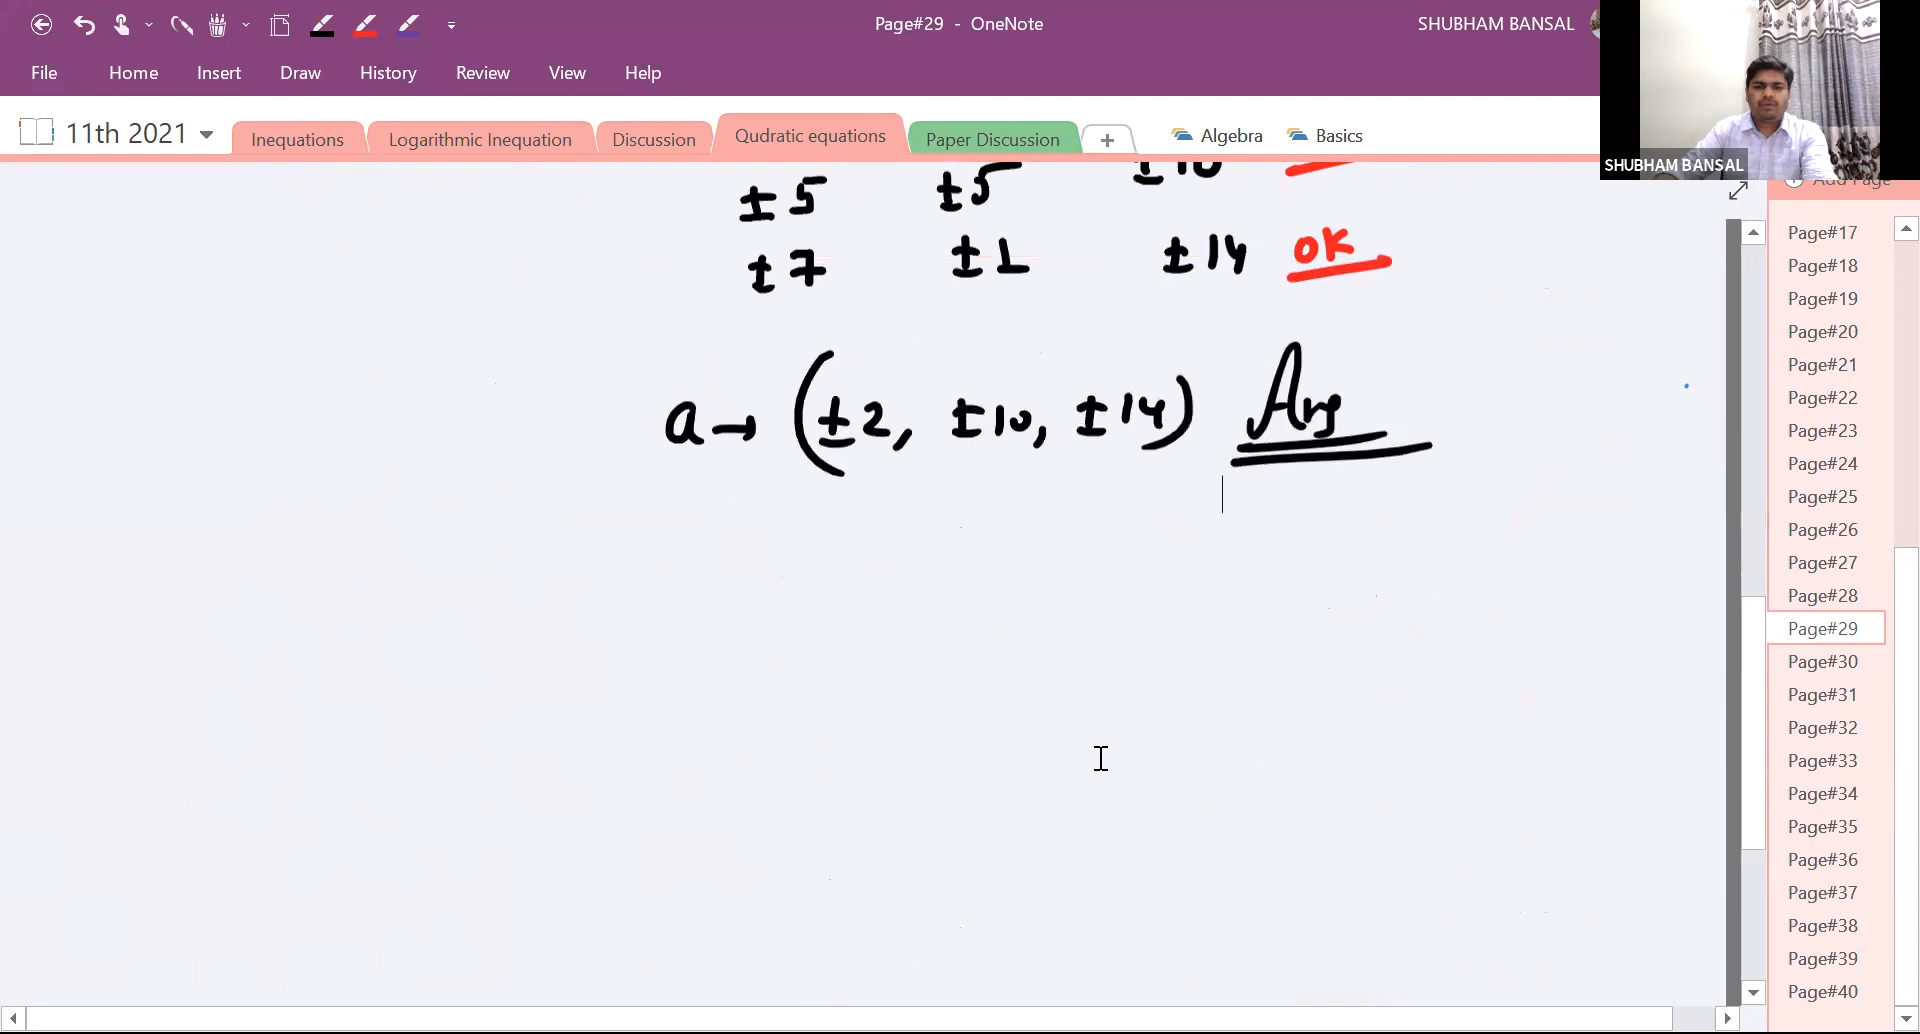 Page#29 - OneNote
SHUBHAM BANSAL
File Home Insert Draw History Review View Help
11th 2021 Inequations Logarithmic Inequation Discussion Qudratic equations Paper Discussion + Algebra Basics
SHUBHAM BANSAL
Add Page
±5 ±5 ±10
±7 ±1 ±14 OK
a → (±2, ±10, ±14) Ans
Page#17
Page#18
Page#19
Page#20
Page#21
Page#22
Page#23
Page#24
Page#25
Page#26
Page#27
Page#28
Page#29
Page#30
Page#31
Page#32
Page#33
Page#34
Page#35
Page#36
Page#37
Page#38
Page#39
Page#40